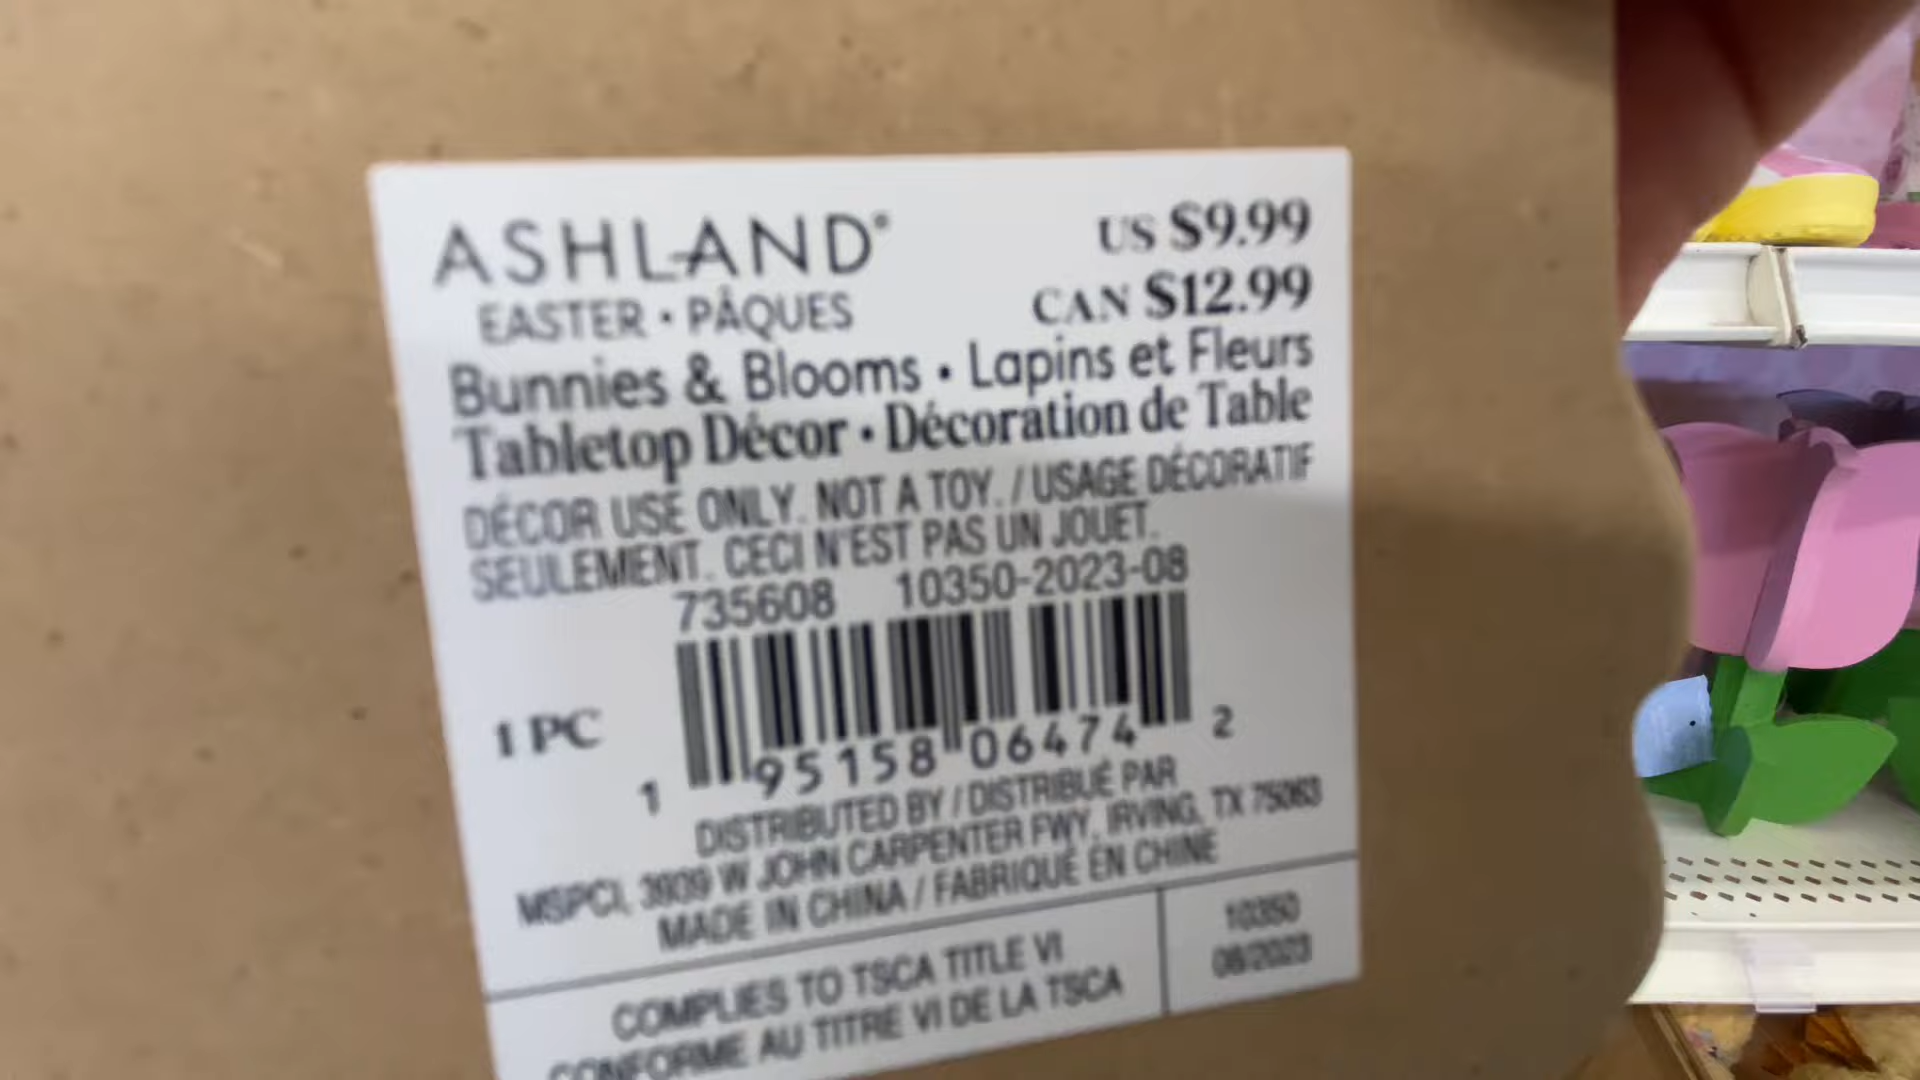 ASHLAND®
US $9.99
EASTER • PÂQUES
CAN $12.99
Bunnies & Blooms • Lapins et Fleurs
Tabletop Décor • Décoration de Table
DÉCOR USE ONLY. NOT A TOY. / USAGE DÉCORATIF
SEULEMENT. CECI N'EST PAS UN JOUET.
735608 10350-2023-08
1 PC
1 95158 06474 2
DISTRIBUTED BY / DISTRIBUÉ PAR
MSPCI, 3939 W JOHN CARPENTER FWY, IRVING, TX 75063
MADE IN CHINA / FABRIQUÉ EN CHINE
COMPLIES TO TSCA TITLE VI
CONFORME AU TITRE VI DE LA TSCA
10350
08/2023